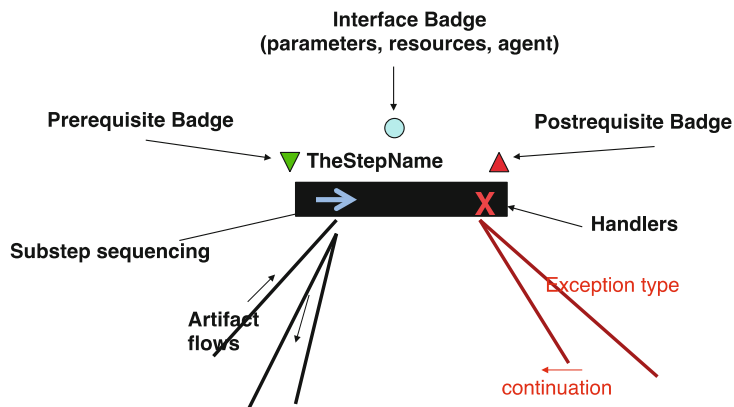 Interface Badge
(parameters, resources, agent)
Prerequisite Badge
Postrequisite Badge
TheStepName
X
Handlers
Substep sequencing
Exception type
Artifact
flows
continuation